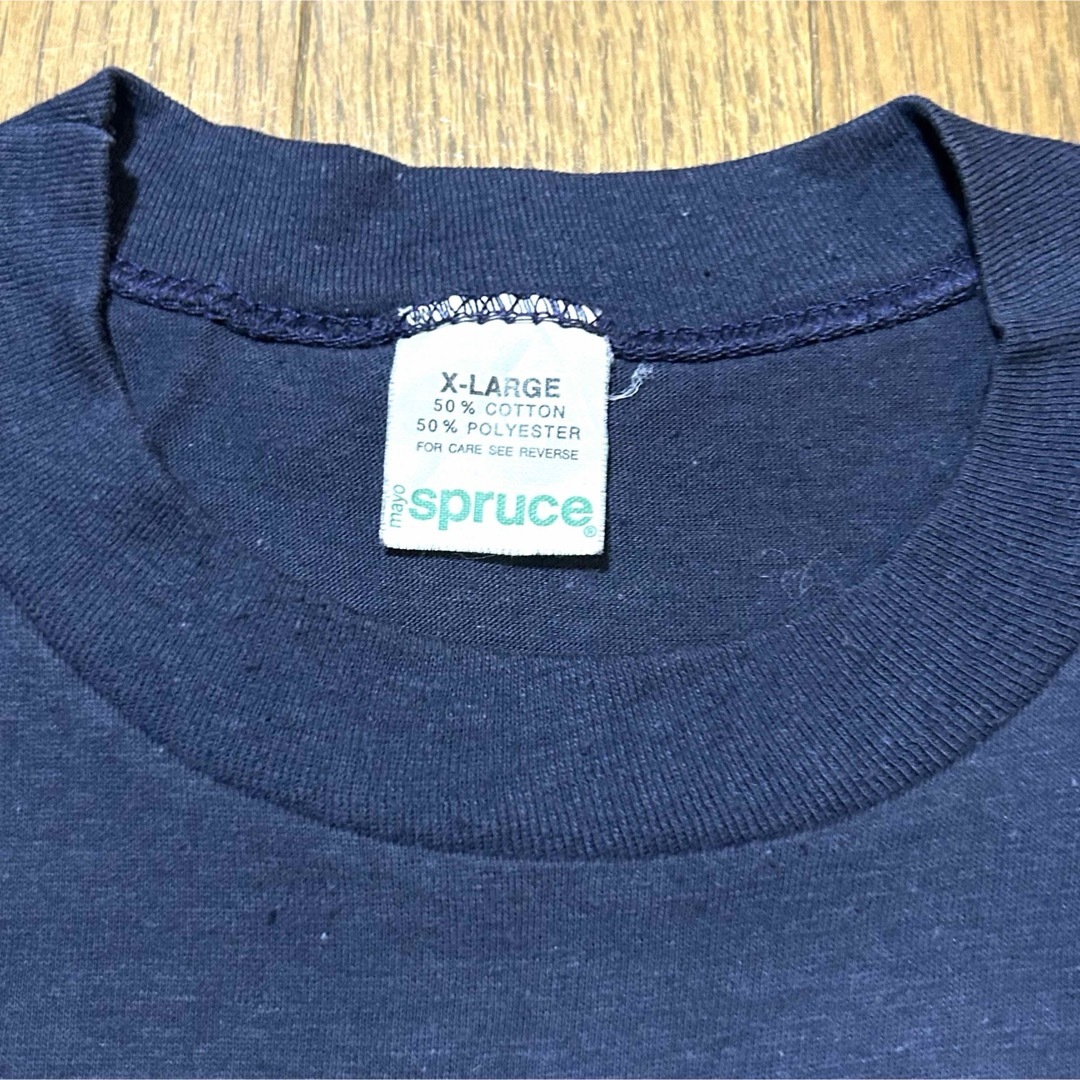 X-LARGE
50% COTTON
50% POLYESTER
FOR CARE SEE REVERSE
mayo
spruce®